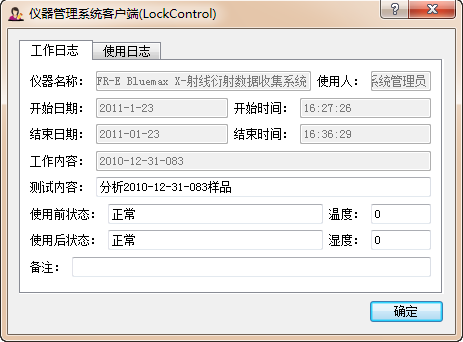 仪器管理系统客户端(LockControl)
工作日志 使用日志
仪器名称: FR-E Bluemax X-射线衍射数据收集系统 使用人: 系统管理员
开始日期: 2011-1-23 开始时间: 16:27:26
结束日期: 2011-01-23 结束时间: 16:36:29
工作内容: 2010-12-31-083
测试内容: 分析2010-12-31-083样品
使用前状态: 正常 温度: 0
使用后状态: 正常 湿度: 0
备注:
确定